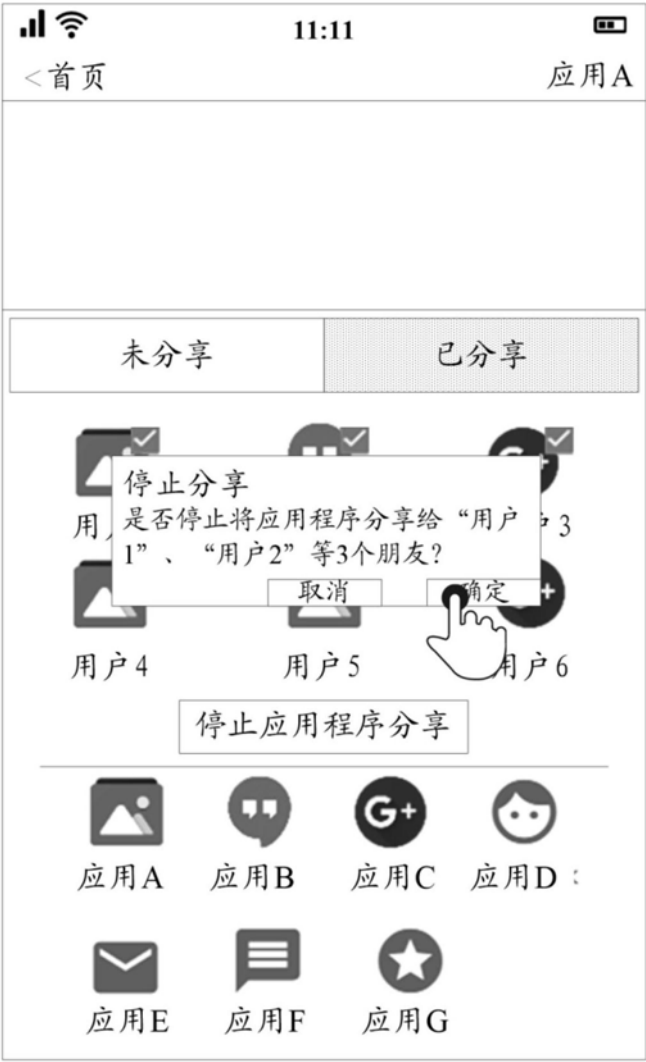 11:11
<首页 应用A
未分享 已分享
停止分享
是否停止将应用程序分享给“用户
1”、“用户2”等3个朋友?
取消 确定
用 户3
用户4 用户5 用户6
停止应用程序分享
G+
应用A 应用B 应用C 应用D
应用E 应用F 应用G